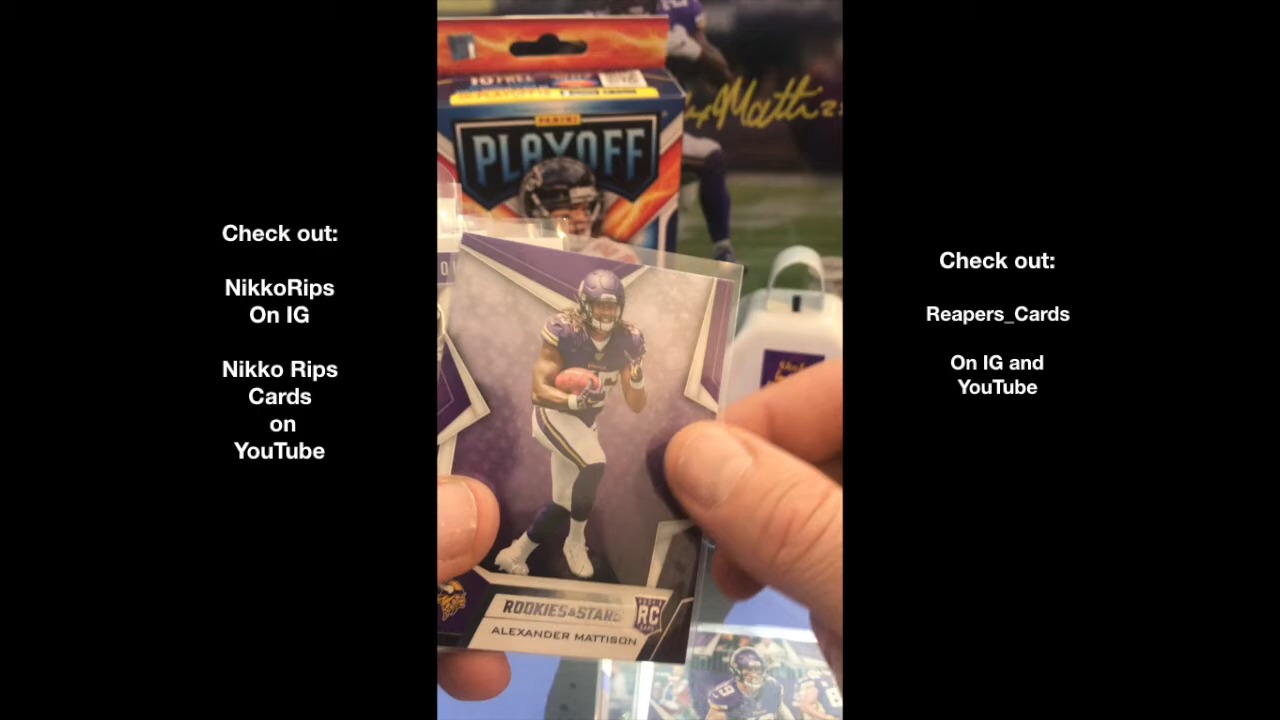 Check out:
NikkoRips
On IG
Nikko Rips
Cards
on
YouTube
PANINI
PLAYOFF
ROOKIES&STARS
RC
ALEXANDER MATTISON
Check out:
Reapers_Cards
On IG and
YouTube